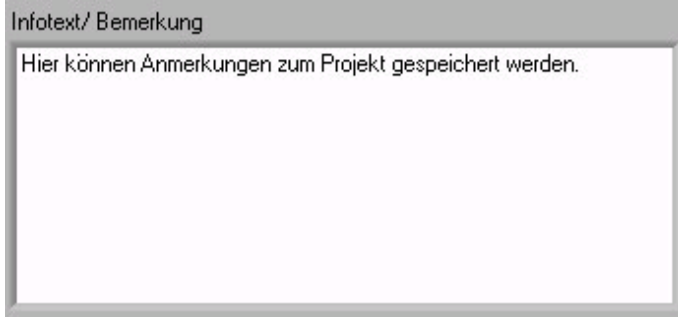 Infotext/ Bemerkung
Hier können Anmerkungen zum Projekt gespeichert werden.